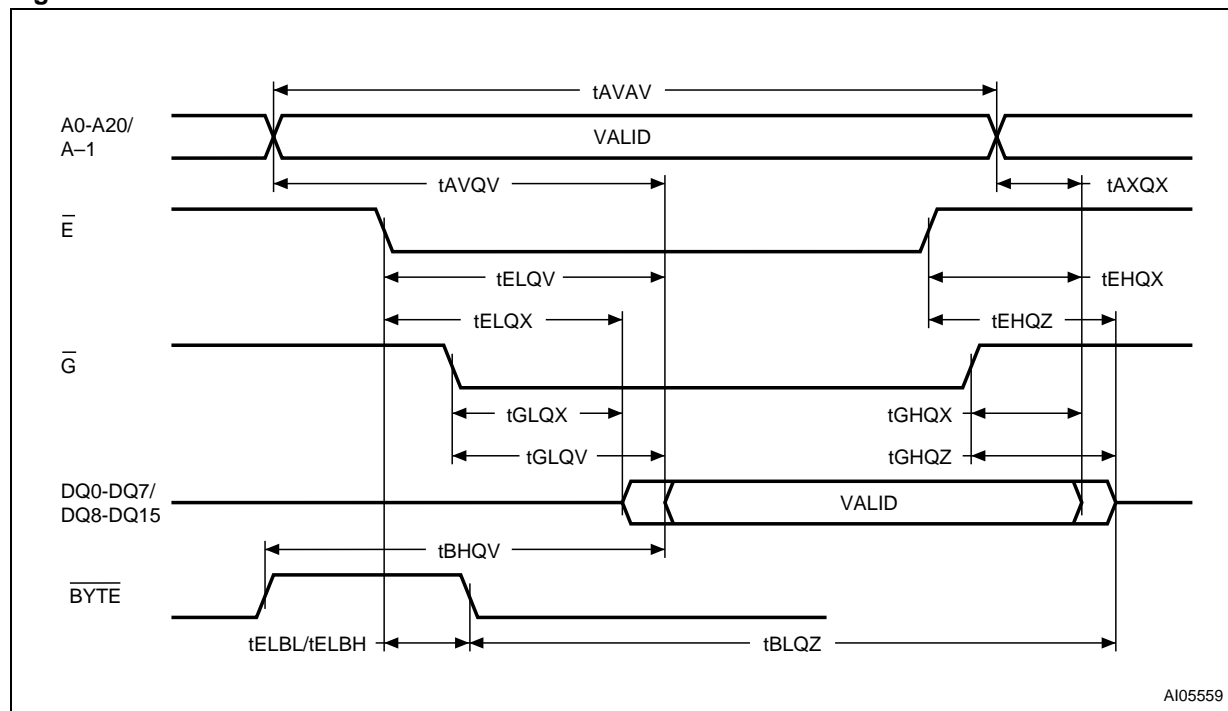 tAVAV
A0-A20/
A–1
VALID
tAVQV
tAXQX
E
tELQV
tEHQX
tELQX
tEHQZ
G
tGLQX
tGHQX
tGLQV
tGHQZ
DQ0-DQ7/
DQ8-DQ15
VALID
tBHQV
BYTE
tELBL/tELBH
tBLQZ
AI05559